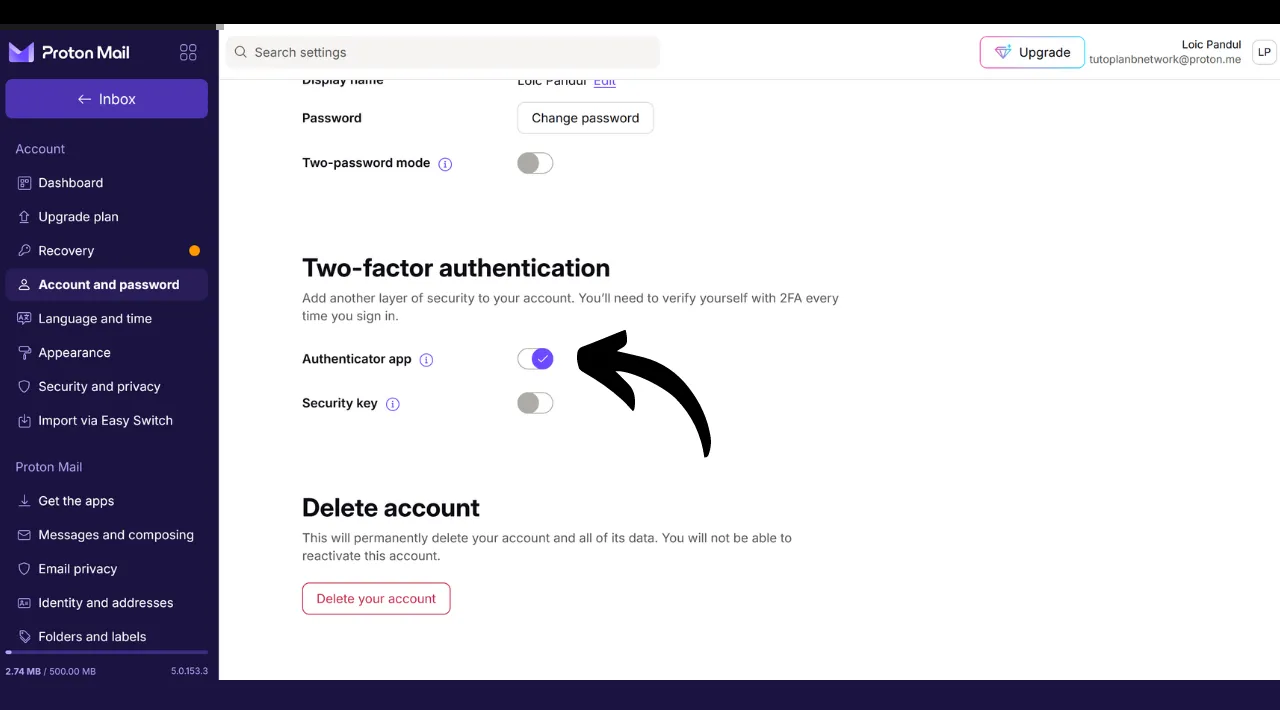 Proton Mail
Search settings
Upgrade
Loic Pandul
tutoplanbnetwork@proton.me
LP
← Inbox
Account
Dashboard
Upgrade plan
Recovery
Account and password
Language and time
Appearance
Security and privacy
Import via Easy Switch
Proton Mail
Get the apps
Messages and composing
Email privacy
Identity and addresses
Folders and labels
2.74 MB / 500.00 MB
5.0.153.3
Display name
Loic Pandul Edit
Password
Change password
Two-password mode
Two-factor authentication
Add another layer of security to your account. You’ll need to verify yourself with 2FA every
time you sign in.
Authenticator app
Security key
Delete account
This will permanently delete your account and all of its data. You will not be able to
reactivate this account.
Delete your account